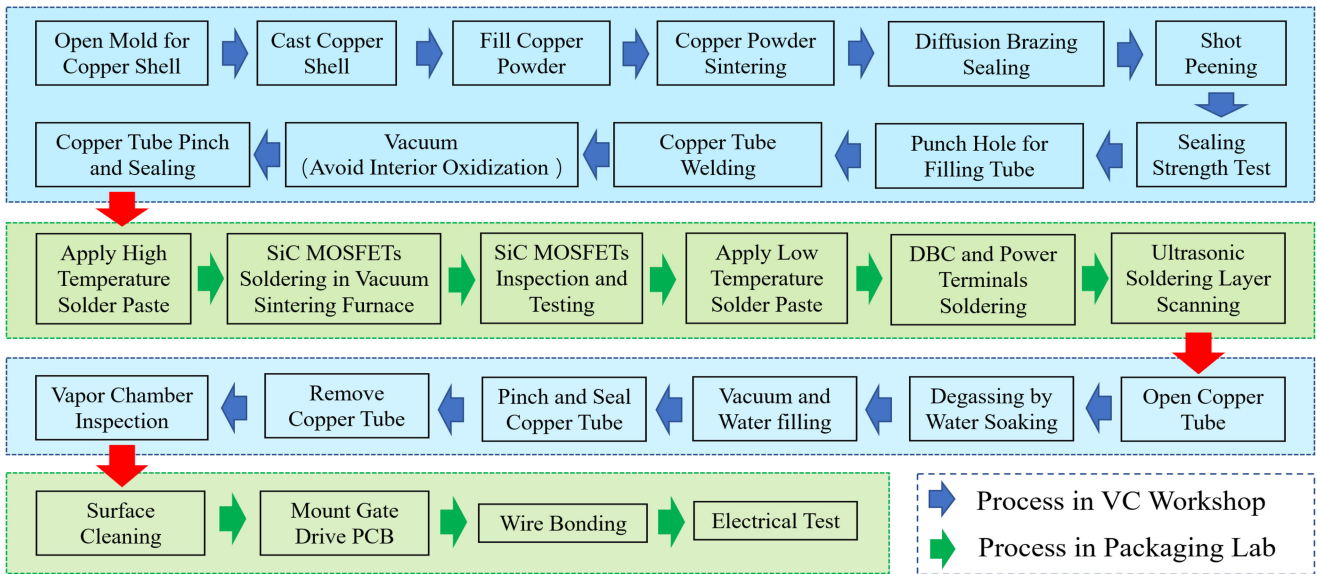 Open Mold for
Copper Shell
Cast Copper
Shell
Fill Copper
Powder
Copper Powder
Sintering
Diffusion Brazing
Sealing
Shot
Peening
Copper Tube Pinch
and Sealing
Vacuum
(Avoid Interior Oxidization )
Copper Tube
Welding
Punch Hole for
Filling Tube
Sealing
Strength Test
Apply High
Temperature
Solder Paste
SiC MOSFETs
Soldering in Vacuum
Sintering Furnace
SiC MOSFETs
Inspection and
Testing
Apply Low
Temperature
Solder Paste
DBC and Power
Terminals
Soldering
Ultrasonic
Soldering Layer
Scanning
Vapor Chamber
Inspection
Remove
Copper Tube
Pinch and Seal
Copper Tube
Vacuum and
Water filling
Degassing by
Water Soaking
Open Copper
Tube
Surface
Cleaning
Mount Gate
Drive PCB
Wire Bonding
Electrical Test
Process in VC Workshop
Process in Packaging Lab